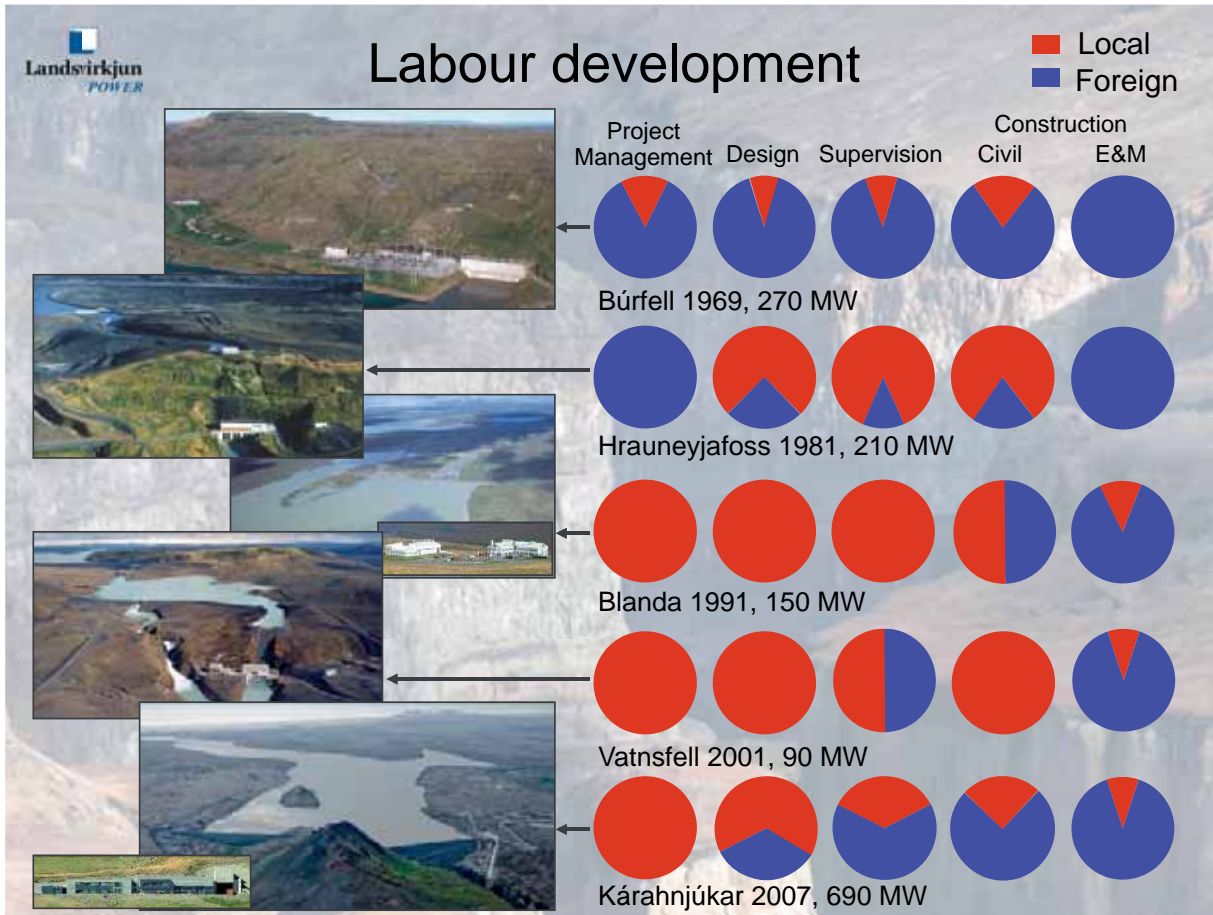 Landsvirkjun
POWER
Labour development
Local
Foreign
Project
Management
Design
Supervision
Construction
Civil
E&M
Búrfell 1969, 270 MW
Hrauneyjafoss 1981, 210 MW
Blanda 1991, 150 MW
Vatnsfell 2001, 90 MW
Kárahnjúkar 2007, 690 MW